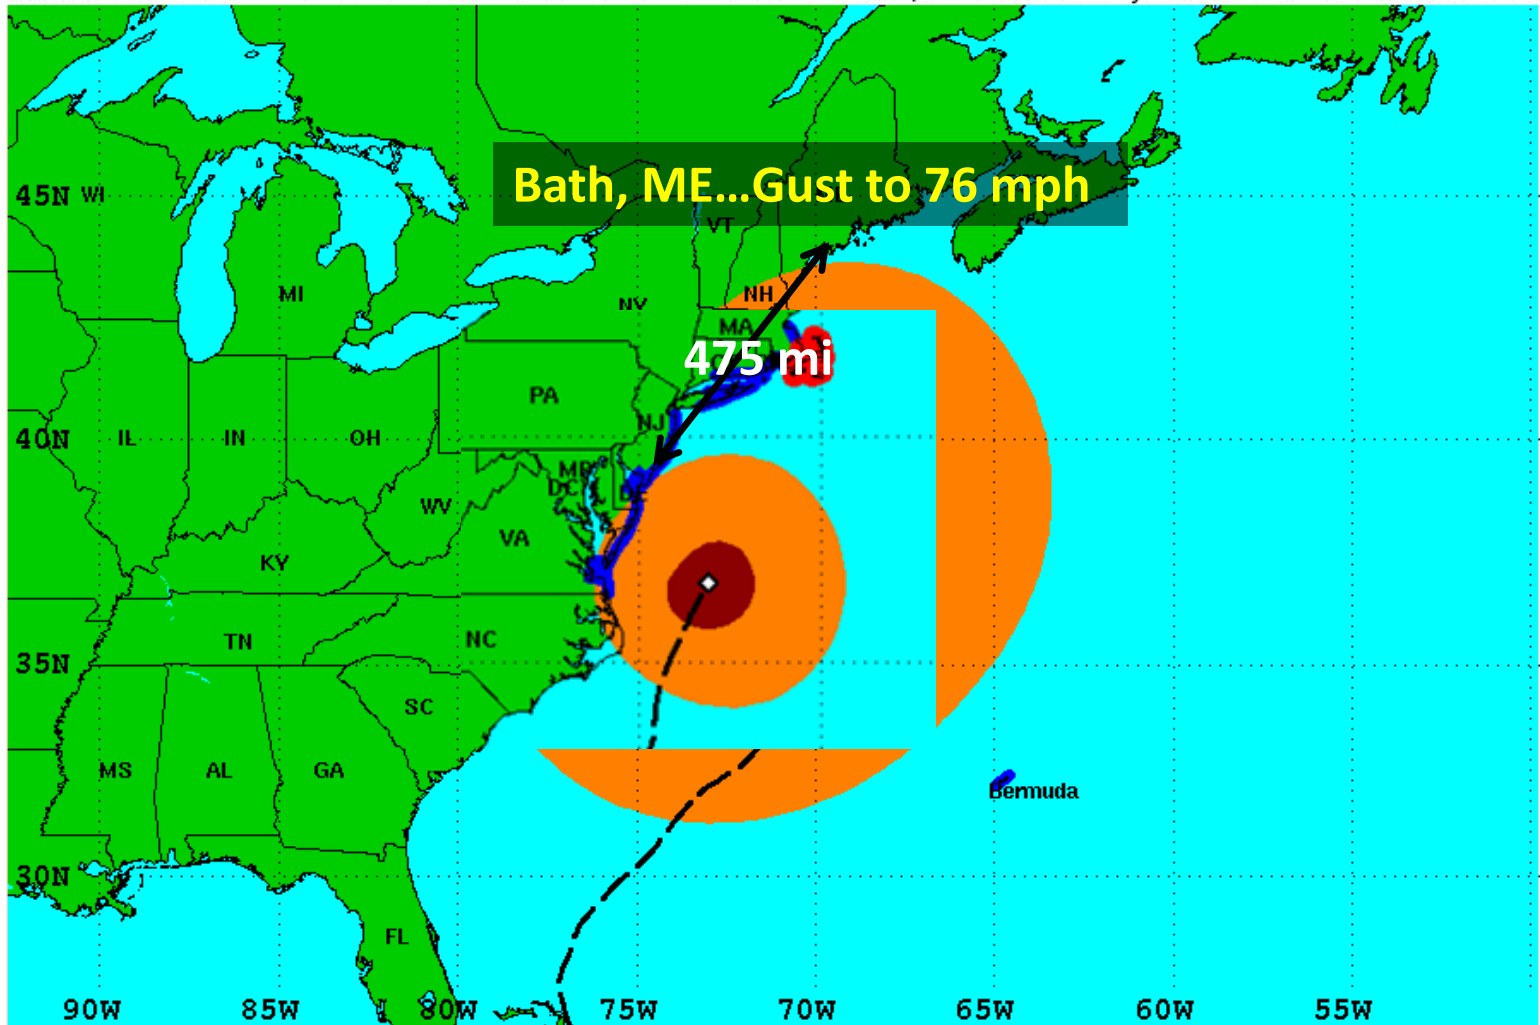 Bath, ME...Gust to 76 mph
45N
WI
VT
MI
NY
NH
MA
475 mi
PA
NJ
40N
IL
IN
OH
MD
DC
DE
WV
VA
KY
TN
NC
35N
SC
MS
AL
GA
Bermuda
30N
FL
90W
85W
80W
75W
70W
65W
60W
55W